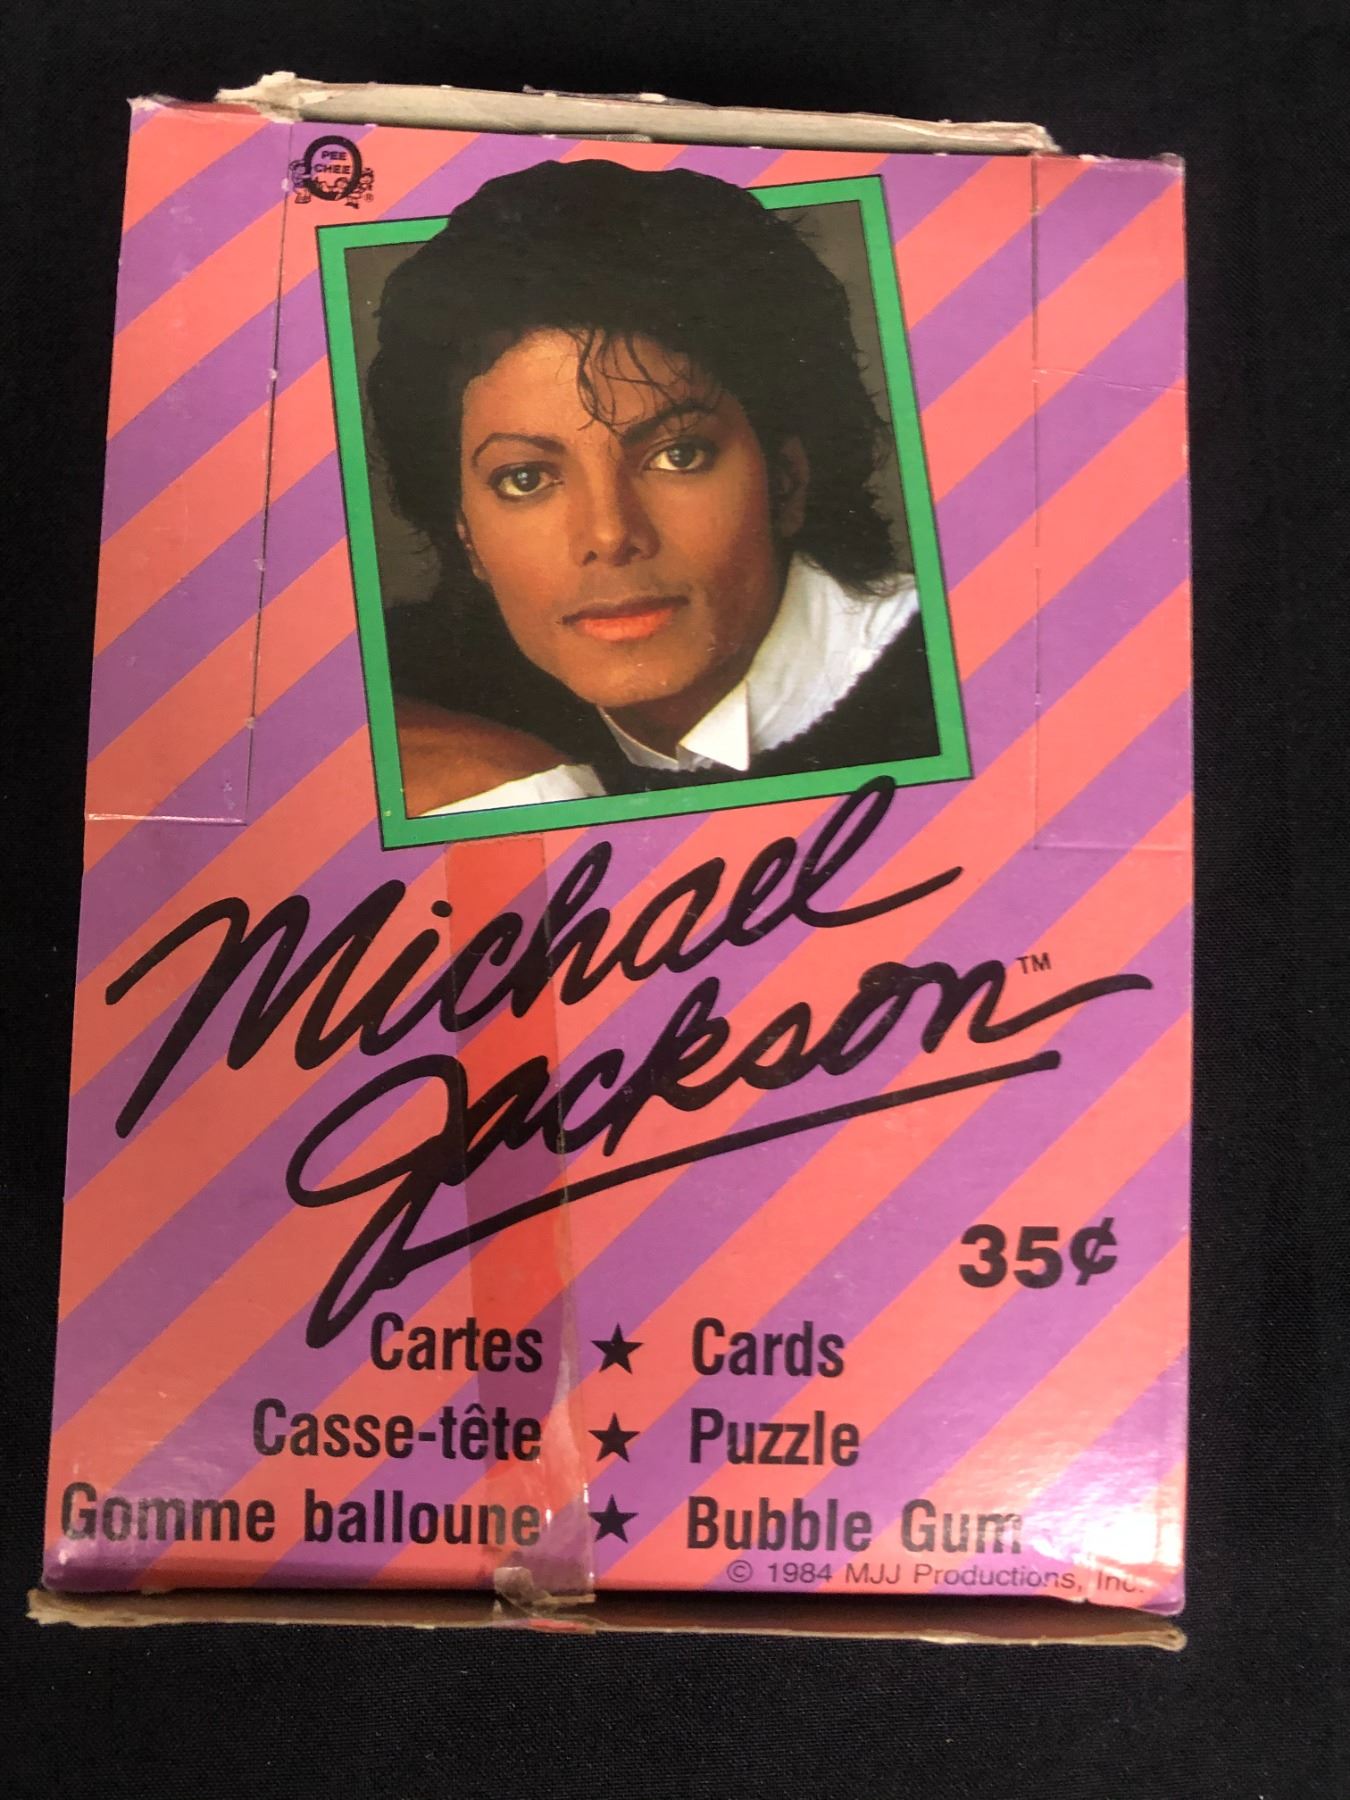 PEE
CHEE
®
Michael
Jackson™
35¢
Cartes ★ Cards
Casse-tête ★ Puzzle
Gomme balloune ★ Bubble Gum
© 1984 MJJ Productions, Inc.